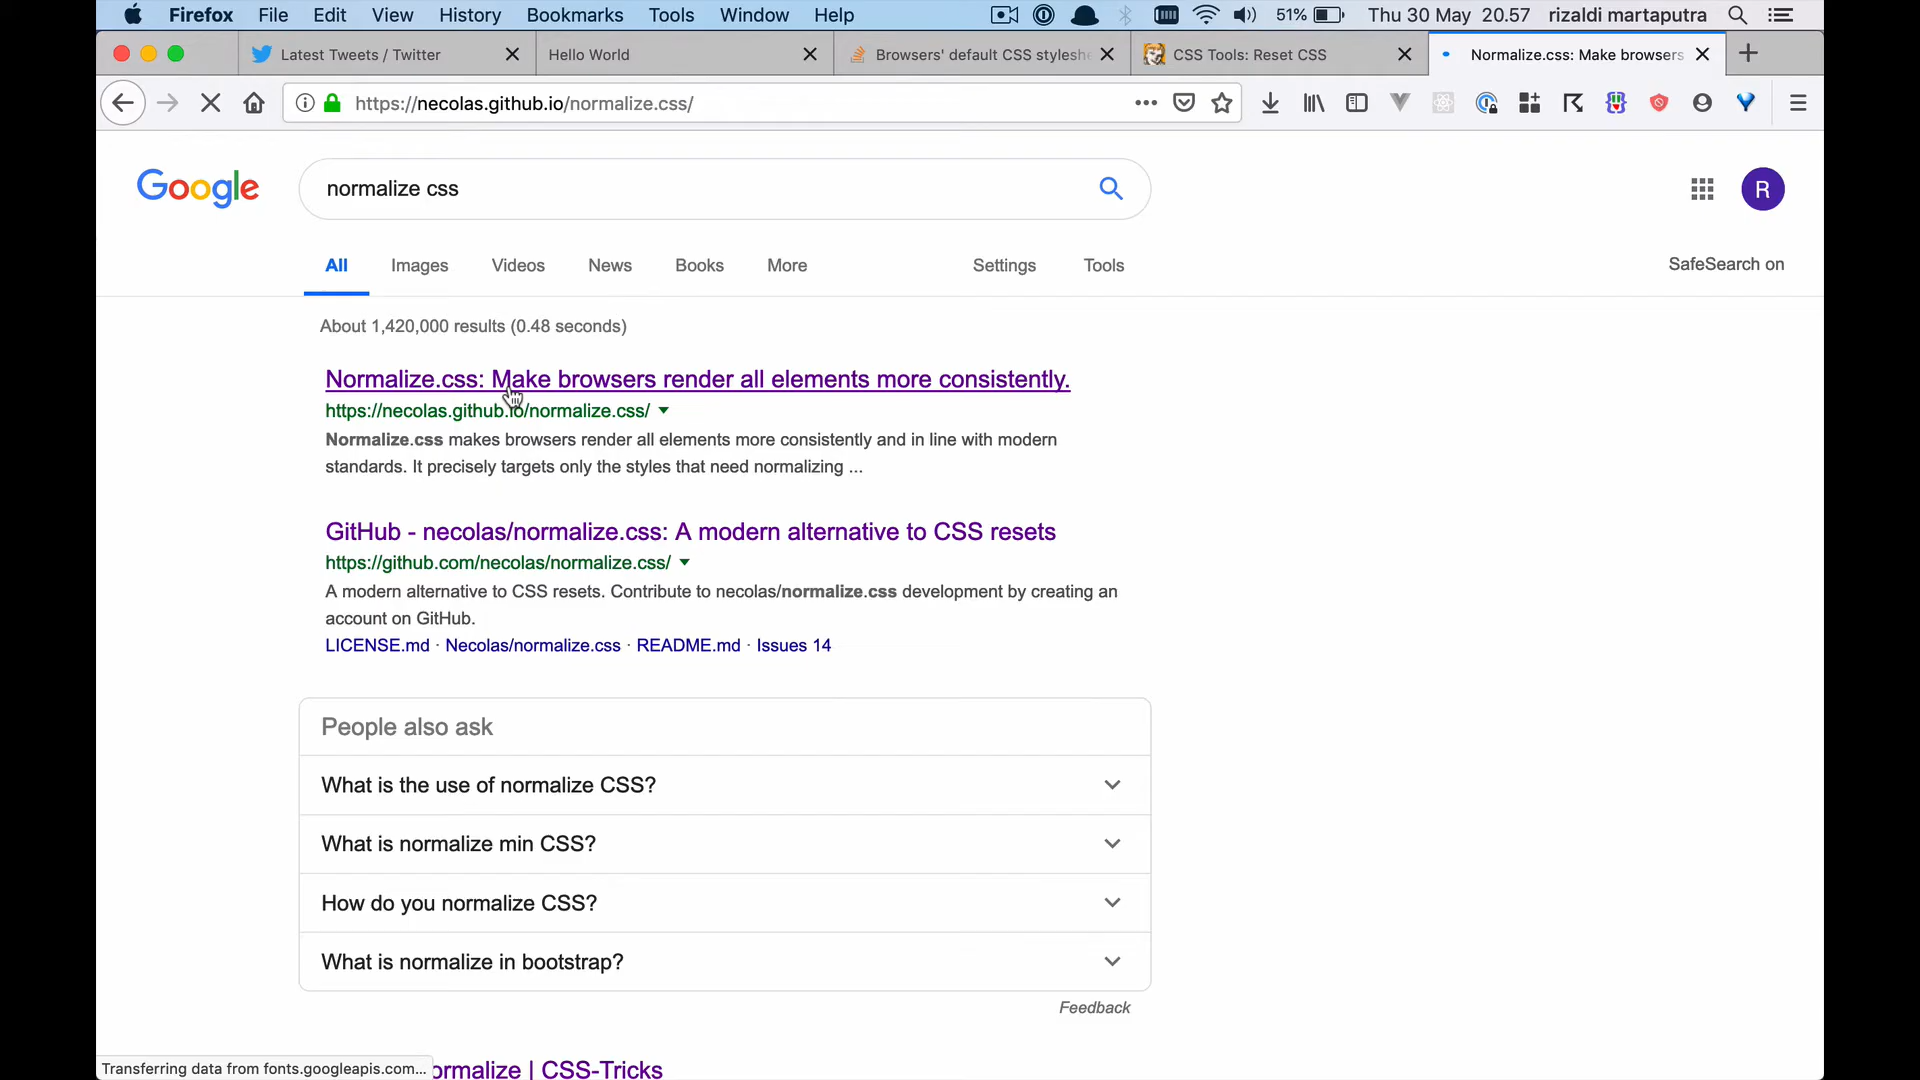 Firefox File Edit View History Bookmarks Tools Window Help 51% Thu 30 May 20.57 rizaldi martaputra
Latest Tweets / Twitter Hello World Browsers' default CSS styleshe CSS Tools: Reset CSS Normalize.css: Make browsers
https://necolas.github.io/normalize.css/
Google normalize css R
All Images Videos News Books More Settings Tools SafeSearch on
About 1,420,000 results (0.48 seconds)
Normalize.css: Make browsers render all elements more consistently.
https://necolas.github.io/normalize.css/
Normalize.css makes browsers render all elements more consistently and in line with modern
standards. It precisely targets only the styles that need normalizing ...
GitHub - necolas/normalize.css: A modern alternative to CSS resets
https://github.com/necolas/normalize.css/
A modern alternative to CSS resets. Contribute to necolas/normalize.css development by creating an
account on GitHub.
LICENSE.md · Necolas/normalize.css · README.md · Issues 14
People also ask
What is the use of normalize CSS?
What is normalize min CSS?
How do you normalize CSS?
What is normalize in bootstrap?
Feedback
Transferring data from fonts.googleapis.com... ormalize | CSS-Tricks